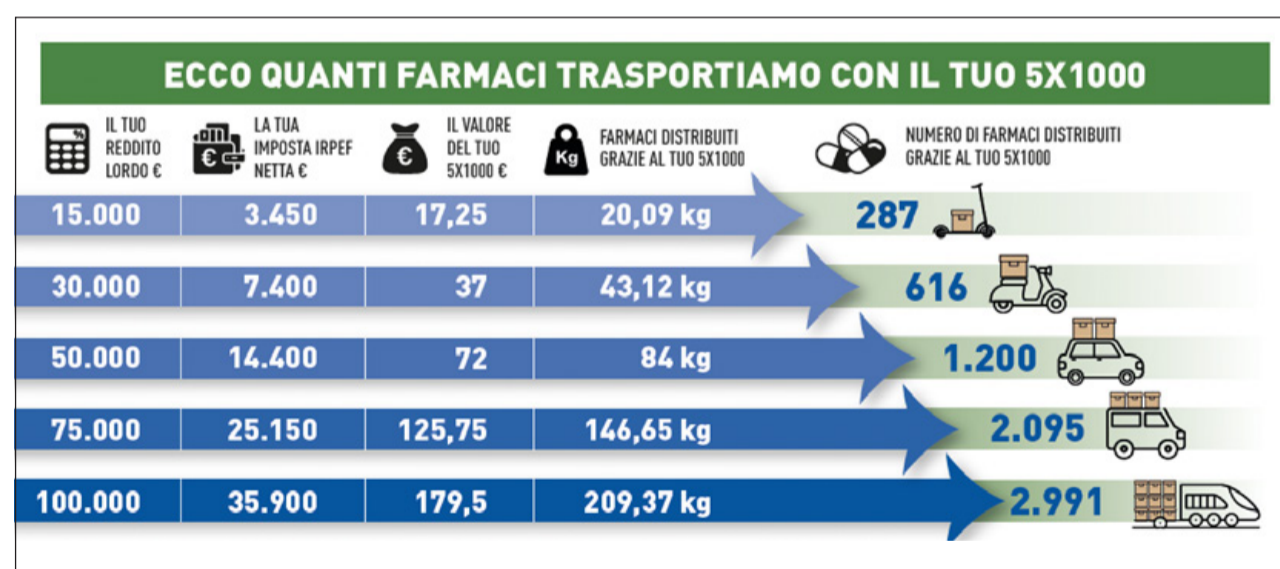 ECCO QUANTI FARMACI TRASPORTIAMO CON IL TUO 5X1000
%
IL TUO
REDDITO
LORDO €
€
LA TUA
IMPOSTA IRPEF
NETTA €
€
IL VALORE
DEL TUO
5X1000 €
Kg
FARMACI DISTRIBUITI
GRAZIE AL TUO 5X1000
NUMERO DI FARMACI DISTRIBUITI
GRAZIE AL TUO 5X1000
15.000 3.450 17,25 20,09 kg 287
30.000 7.400 37 43,12 kg 616
50.000 14.400 72 84 kg 1.200
75.000 25.150 125,75 146,65 kg 2.095
100.000 35.900 179,5 209,37 kg 2.991